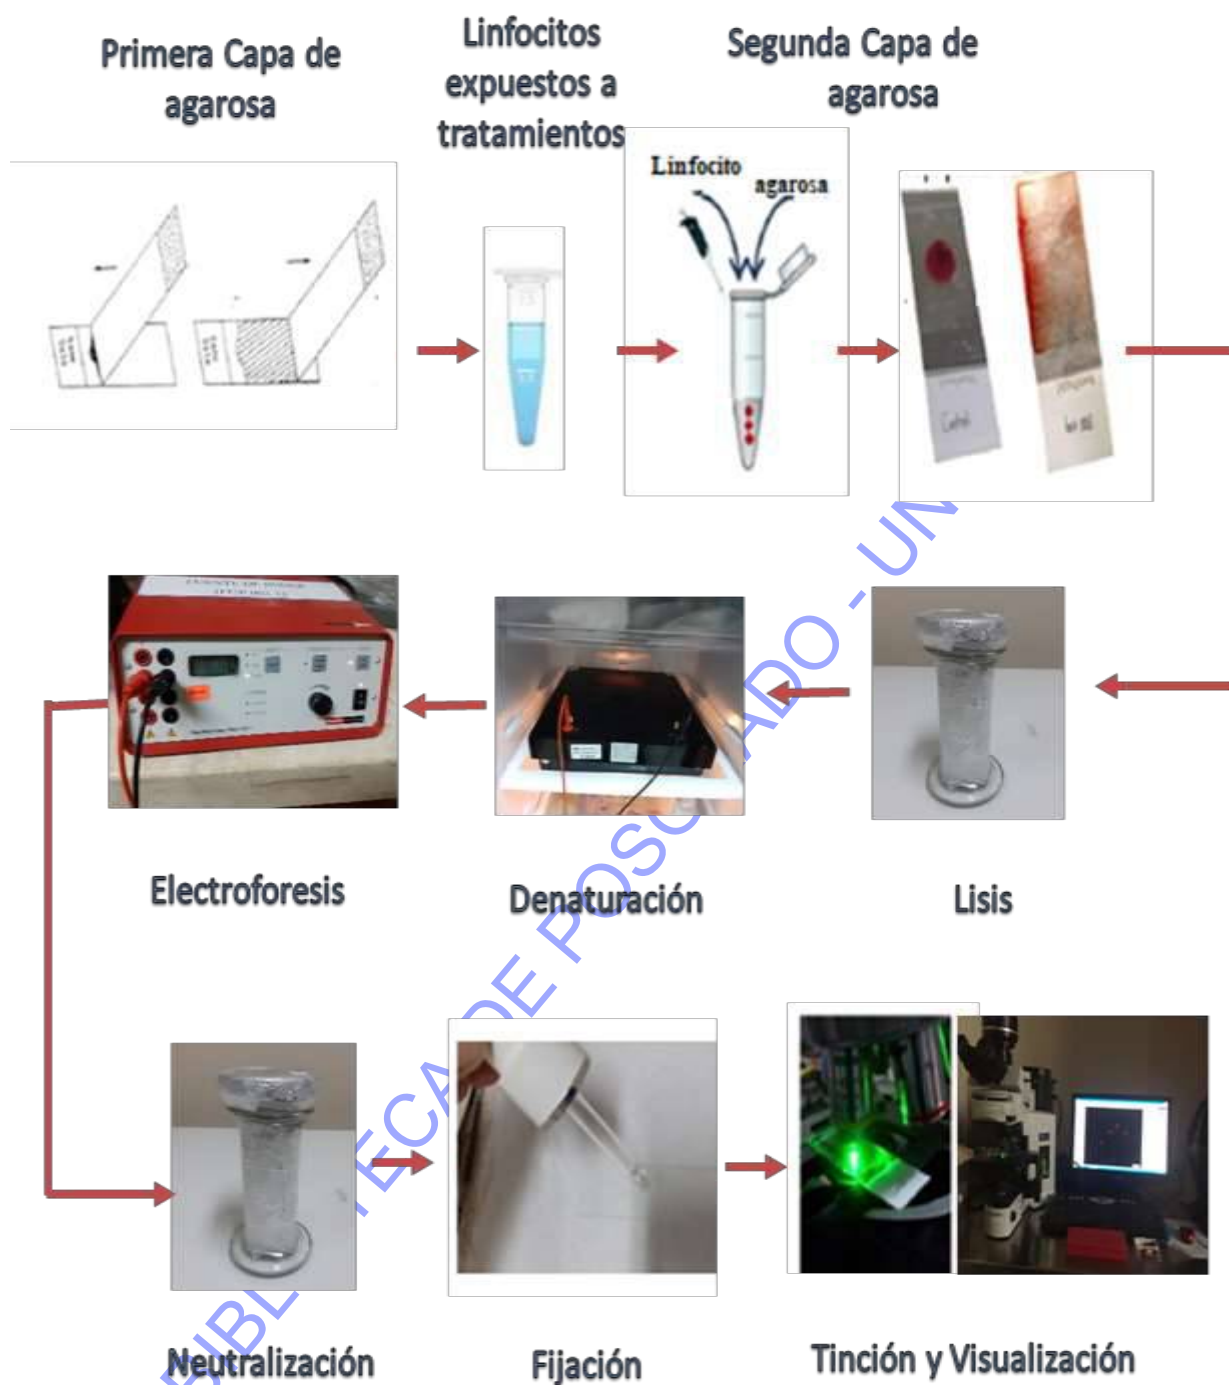 Primera Capa de
agarosa
Linfocitos
expuestos a
tratamientos
Segunda Capa de
agarosa
Linfocito
agarosa
Electroforesis
Denaturación
Lisis
Neutralización
Fijación
Tinción y Visualización